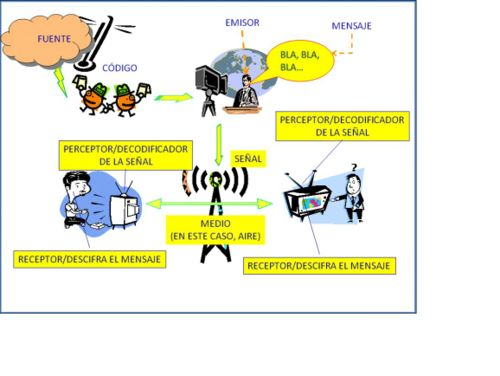 EMISOR
MENSAJE
FUENTE
CÓDIGO
BLA, BLA,
BLA...
PERCEPTOR/DECODIFICADOR
DE LA SEÑAL
PERCEPTOR/DECODIFICADOR
DE LA SEÑAL
SEÑAL
?
MEDIO
(EN ESTE CASO, AIRE)
RECEPTOR/DESCIFRA EL MENSAJE
RECEPTOR/DESCIFRA EL MENSAJE